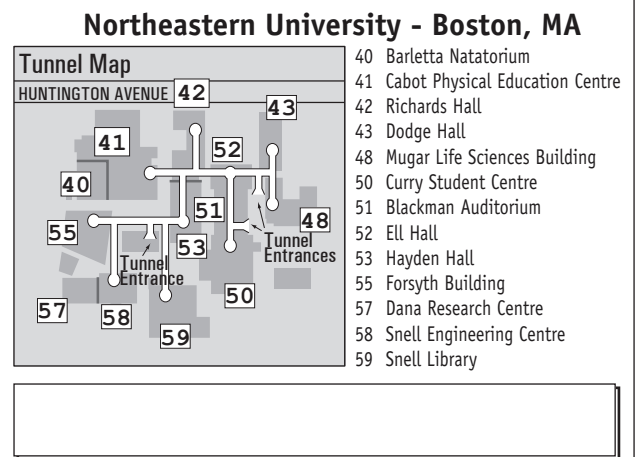 Northeastern University - Boston, MA
Tunnel Map
HUNTINGTON AVENUE
42
43
41
52
40
51
48
55
53
Tunnel
Entrances
Tunnel
Entrance
50
57
58
59
40 Barletta Natatorium
41 Cabot Physical Education Centre
42 Richards Hall
43 Dodge Hall
48 Mugar Life Sciences Building
50 Curry Student Centre
51 Blackman Auditorium
52 Ell Hall
53 Hayden Hall
55 Forsyth Building
57 Dana Research Centre
58 Snell Engineering Centre
59 Snell Library